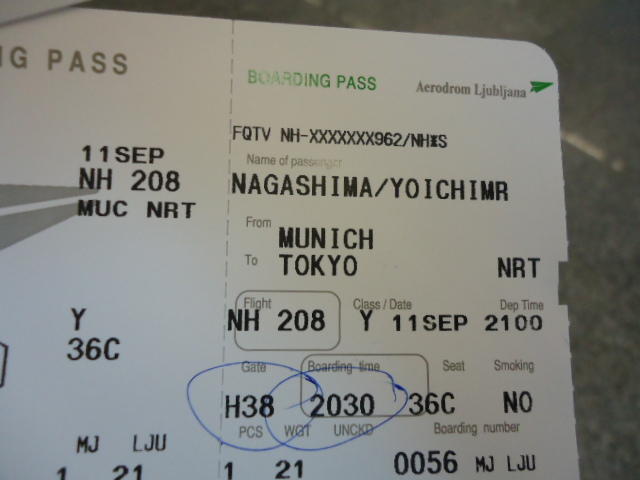 NG PASS
BOARDING PASS
Aerodrom Ljubljana
FQTV NH-XXXXXXX962/NH*S
11SEP
Name of passenger
NH 208
NAGASHIMA/YOICHIMR
MUC NRT
From
MUNICH
To
TOKYO NRT
Flight Class / Date Dep Time
Y NH 208 Y 11SEP 2100
36C
Gate Boarding time Seat Smoking
H38 2030 36C NO
PCS WGT UNCKD Boarding number
MJ LJU
1 21 1 21 0056 MJ LJU